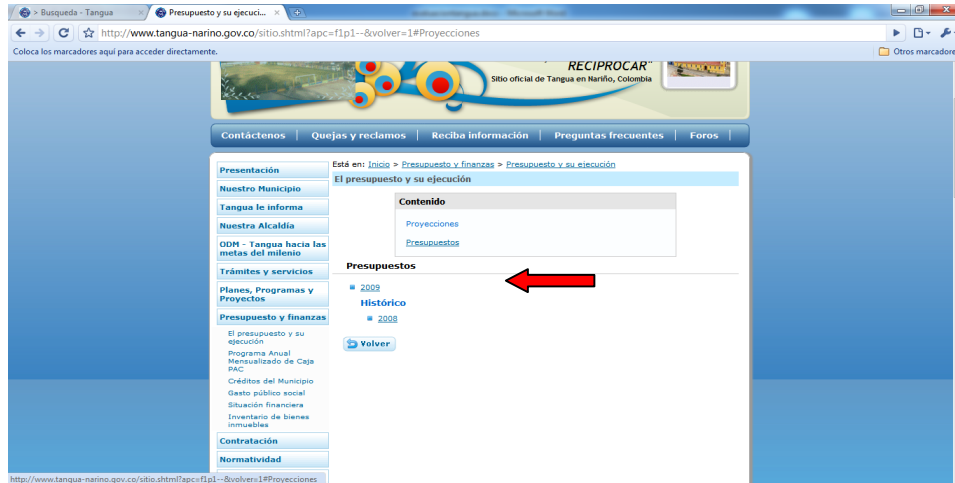 > Busqueda - Tangua
Presupuesto y su ejecuci...
http://www.tangua-narino.gov.co/sitio.shtml?apc=f1p1--&volver=1#Proyecciones
Coloca los marcadores aquí para acceder directamente.
Otros marcadore
RECIPROCAR"
Sitio oficial de Tangua en Nariño, Colombia
Contáctenos | Quejas y reclamos | Reciba información | Preguntas frecuentes | Foros |
Presentación
Nuestro Municipio
Tangua le informa
Nuestra Alcaldía
ODM - Tangua hacia las
metas del milenio
Trámites y servicios
Planes, Programas y
Proyectos
Presupuesto y finanzas
El presupuesto y su
ejecución
Programa Anual
Mensualizado de Caja
PAC
Créditos del Municipio
Gasto público social
Situación financiera
Inventario de bienes
inmuebles
Contratación
Normatividad
Está en: Inicio > Presupuesto y finanzas > Presupuesto y su ejecución
El presupuesto y su ejecución
Contenido
Proyecciones
Presupuestos
Presupuestos
2009
Histórico
2008
Volver
http://www.tangua-narino.gov.co/sitio.shtml?apc=f1p1--&volver=1#Proyecciones